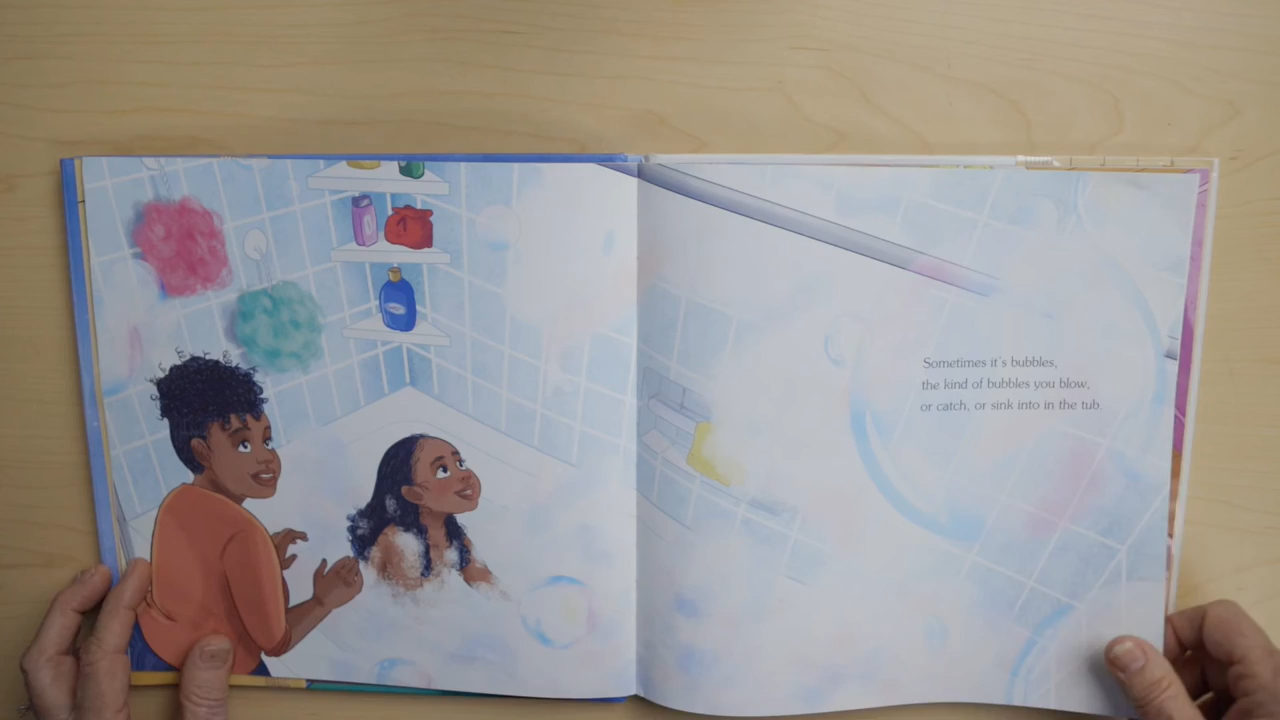 Sometimes it's bubbles,
the kind of bubbles you blow,
or catch, or sink into in the tub.